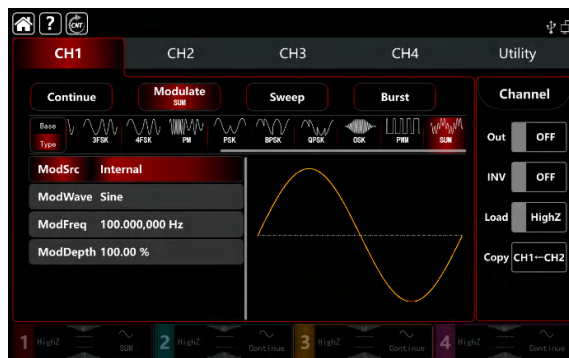 ? CNT
CH1 CH2 CH3 CH4 Utility
Continue Modulate Sweep Burst Channel
SUM
Base
Type 3FSK 4FSK PM PSK BPSK QPSK OSK PWM SUM
Out OFF
ModSrc Internal
INV OFF
ModWave Sine
ModFreq 100.000,000 Hz
Load HighZ
ModDepth 100.00 %
Copy CH1←CH2
1 HighZ SUM 2 HighZ Continue 3 HighZ Continue 4 HighZ Continue